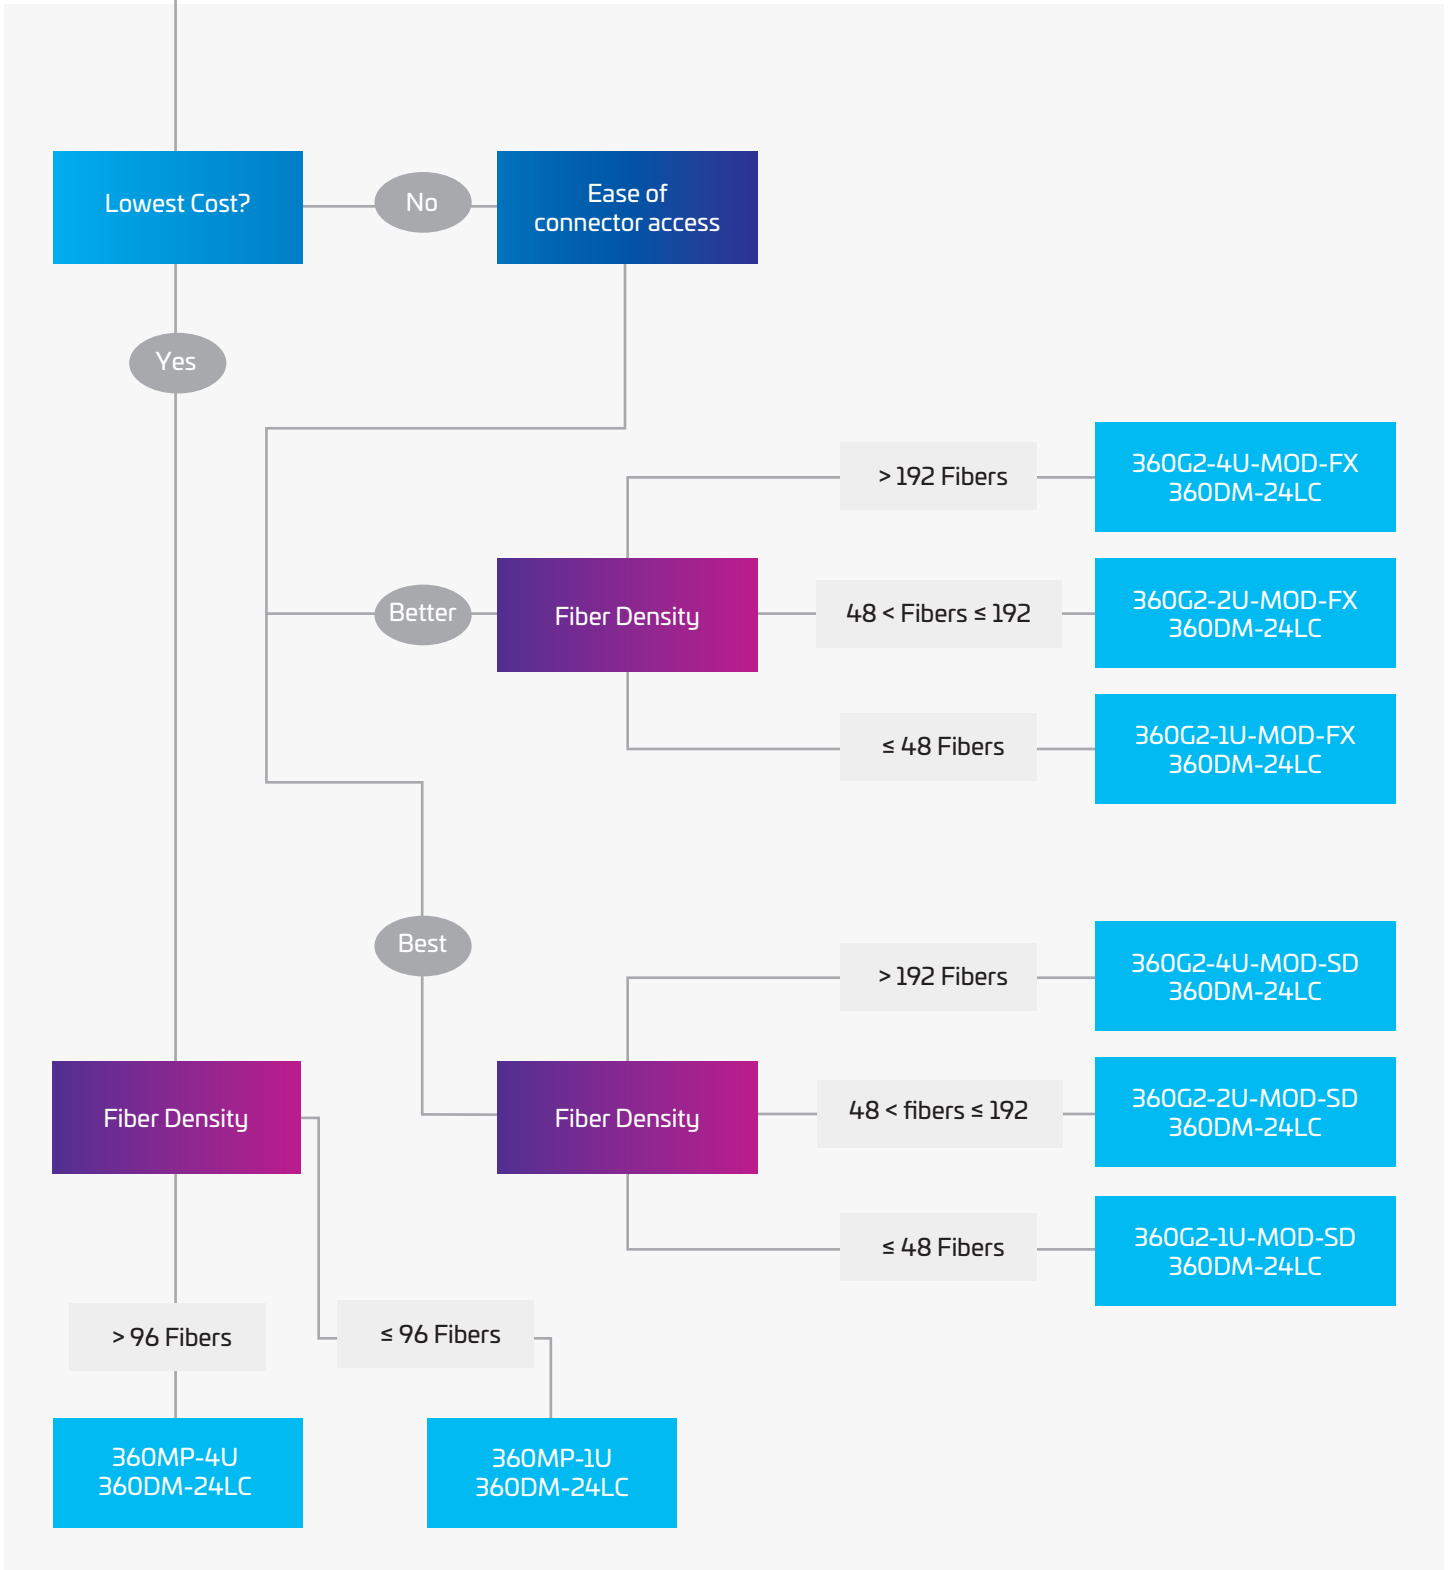 Lowest Cost?
No
Ease of
connector access
Yes
> 192 Fibers
360G2-4U-MOD-FX
360DM-24LC
Better
Fiber Density
48 < Fibers ≤ 192
360G2-2U-MOD-FX
360DM-24LC
≤ 48 Fibers
360G2-1U-MOD-FX
360DM-24LC
Best
> 192 Fibers
360G2-4U-MOD-SD
360DM-24LC
Fiber Density
Fiber Density
48 < fibers ≤ 192
360G2-2U-MOD-SD
360DM-24LC
≤ 48 Fibers
360G2-1U-MOD-SD
360DM-24LC
> 96 Fibers
≤ 96 Fibers
360MP-4U
360DM-24LC
360MP-1U
360DM-24LC